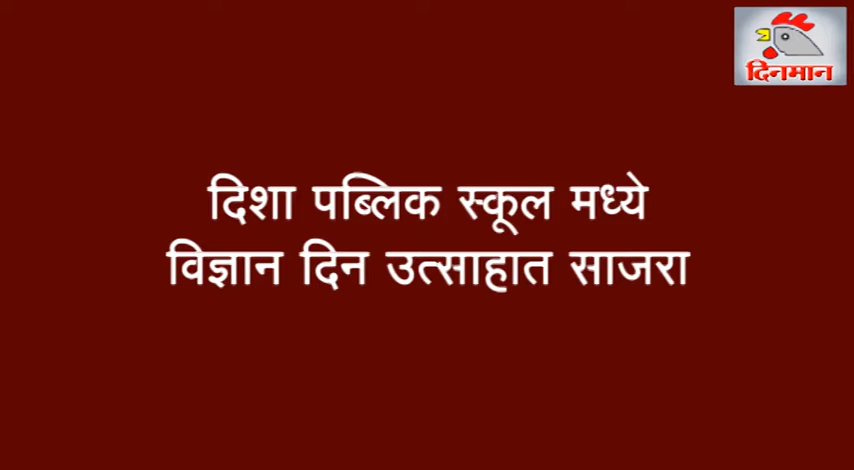 दिनमान
दिशा पब्लिक स्कूल मध्ये
विज्ञान दिन उत्साहात साजरा